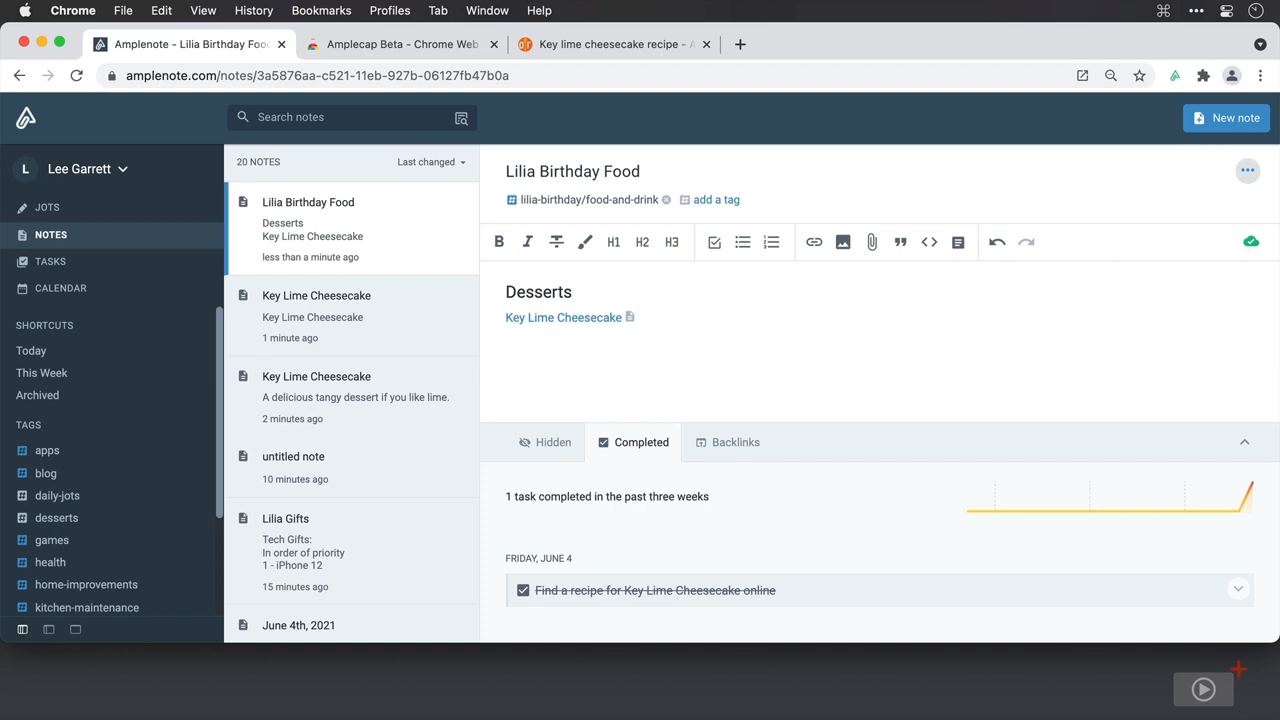 Chrome File Edit View History Bookmarks Profiles Tab Window Help
Amplenote - Lilia Birthday Foo
Amplecap Beta - Chrome Web
Key lime cheesecake recipe - A
amplenote.com/notes/3a5876aa-c521-11eb-927b-06127fb47b0a
Search notes
New note
L Lee Garrett
JOTS
NOTES
TASKS
CALENDAR
SHORTCUTS
Today
This Week
Archived
TAGS
apps
blog
daily-jots
desserts
games
health
home-improvements
kitchen-maintenance
20 NOTES Last changed
Lilia Birthday Food
Desserts
Key Lime Cheesecake
less than a minute ago
Key Lime Cheesecake
Key Lime Cheesecake
1 minute ago
Key Lime Cheesecake
A delicious tangy dessert if you like lime.
2 minutes ago
untitled note
10 minutes ago
Lilia Gifts
Tech Gifts:
In order of priority
1 - iPhone 12
15 minutes ago
June 4th, 2021
Lilia Birthday Food
lilia-birthday/food-and-drink add a tag
B I H1 H2 H3
Desserts
Key Lime Cheesecake
Hidden Completed Backlinks
1 task completed in the past three weeks
FRIDAY, JUNE 4
Find a recipe for Key Lime Cheesecake online